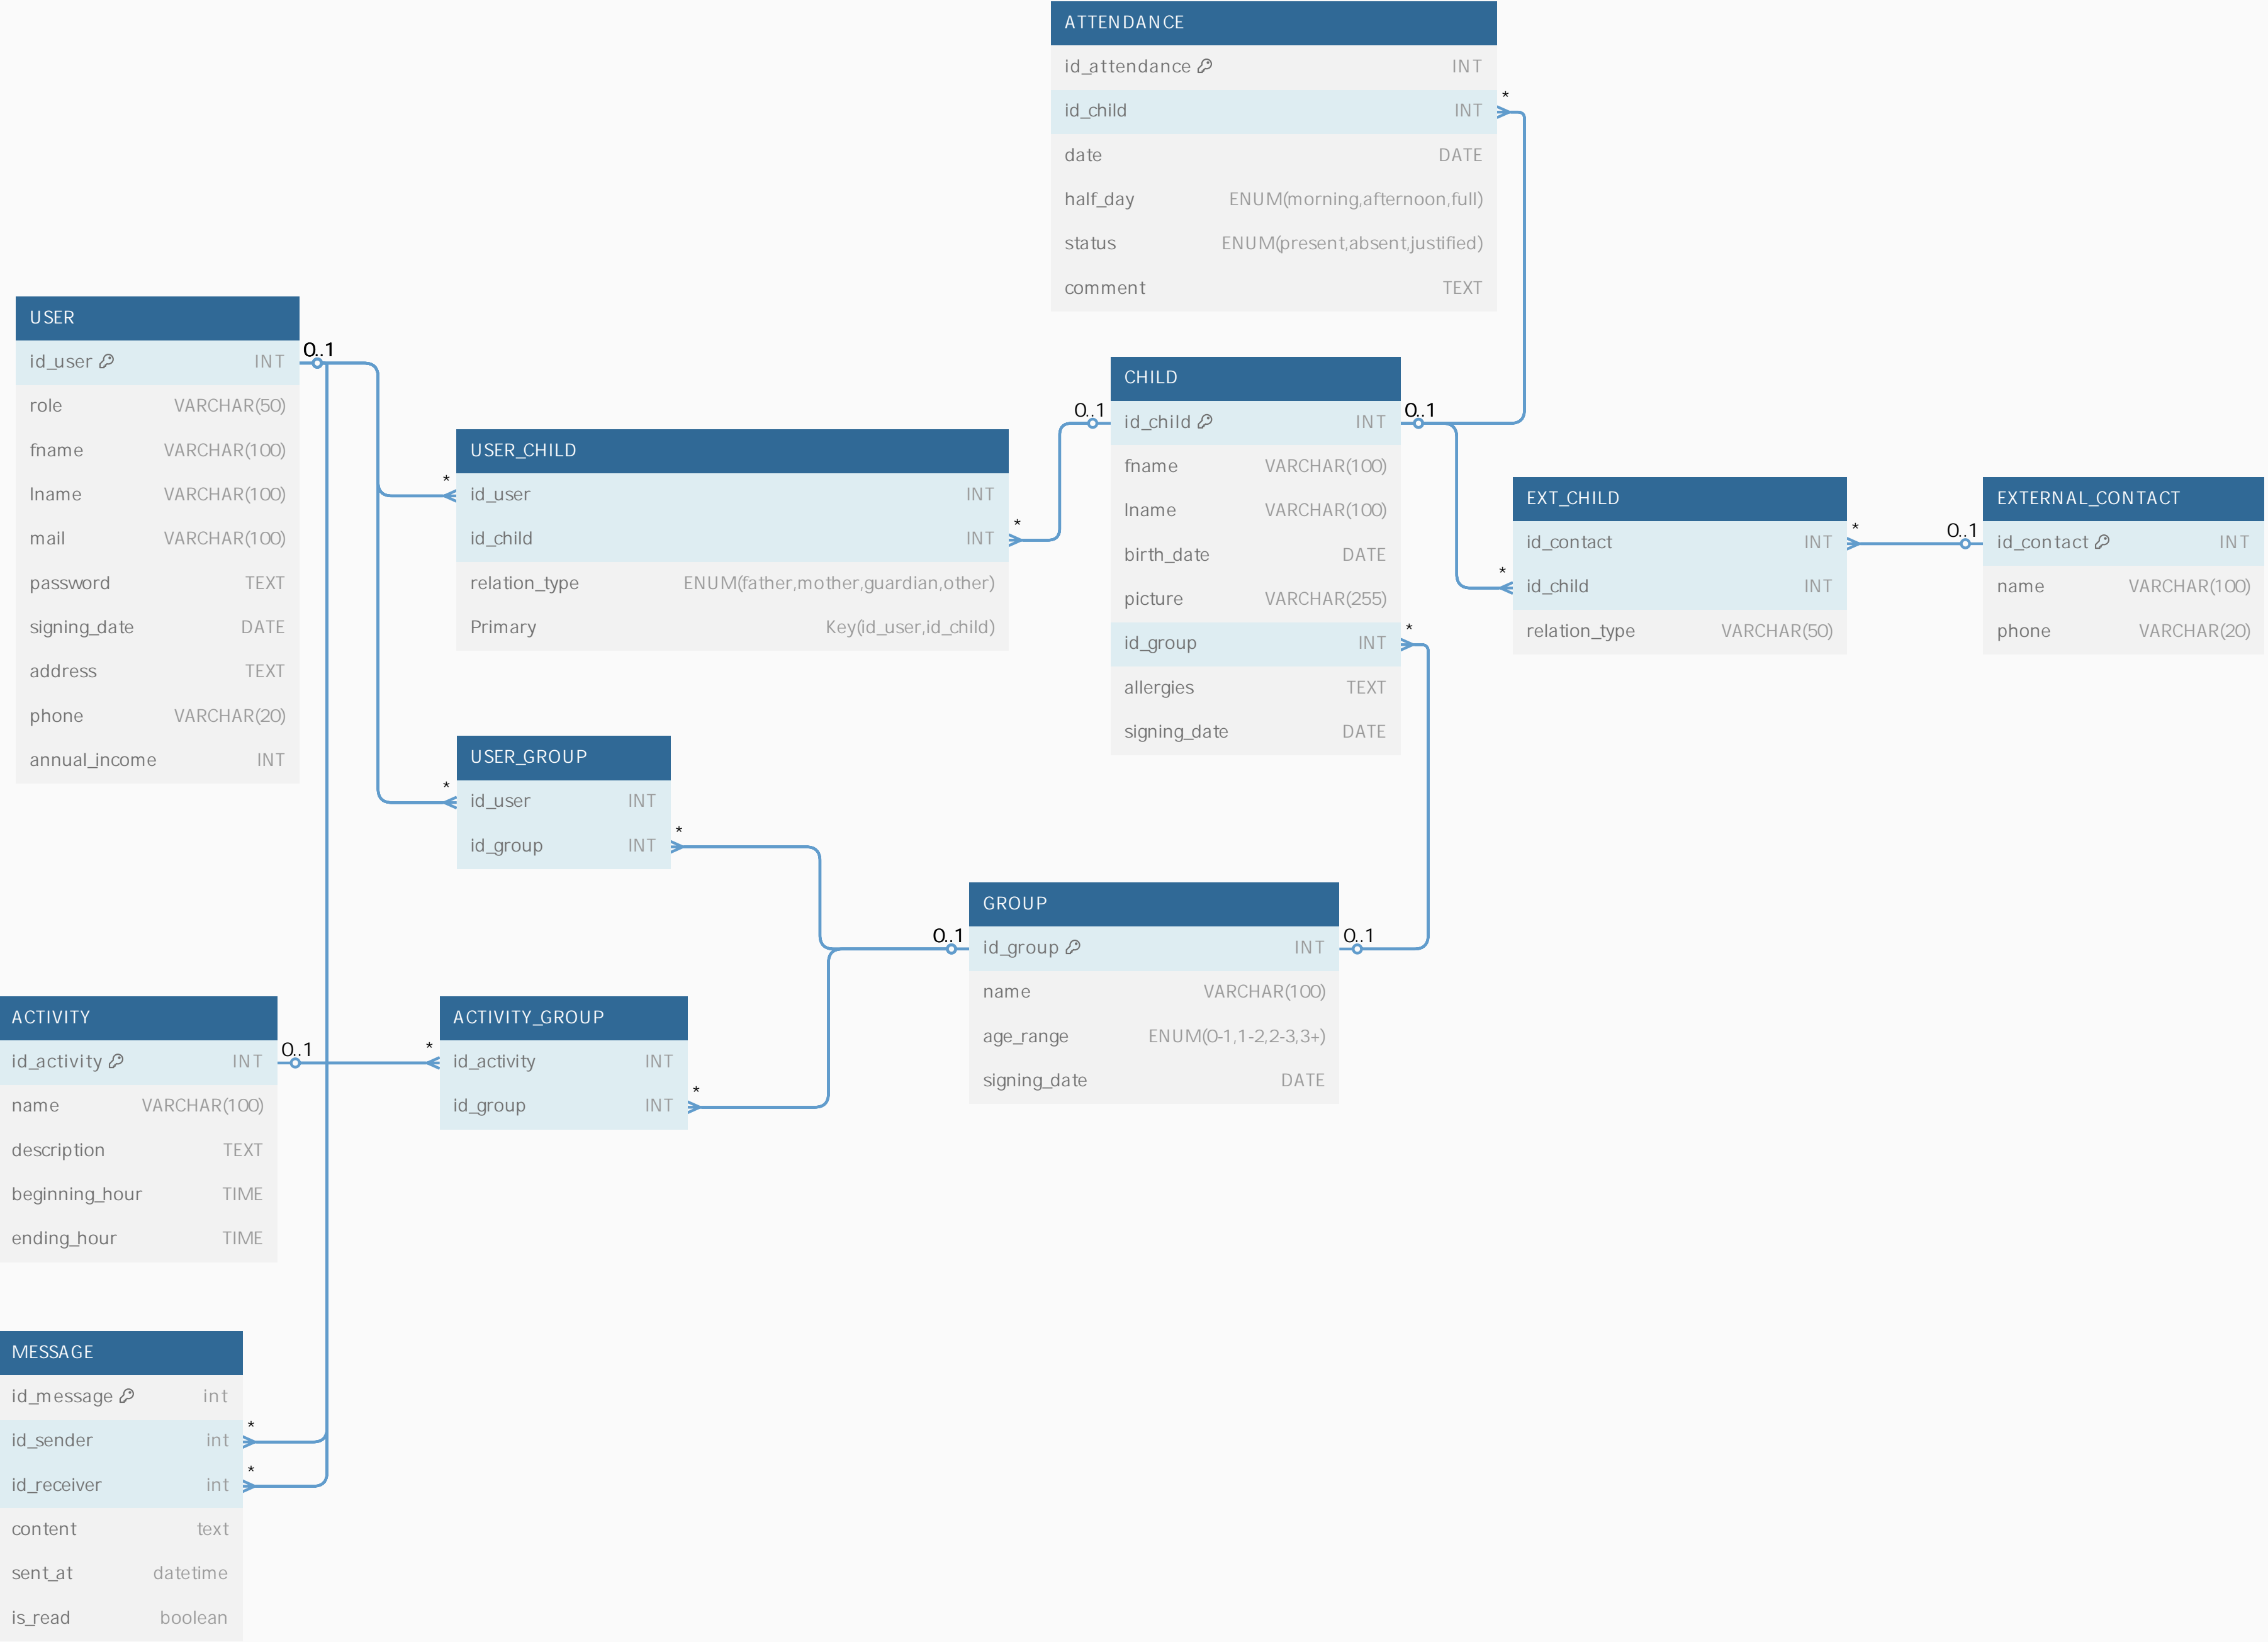 ATTENDANCE
id_attendance INT
* 
id_child INT
date DATE
half_day ENUM(morning,afternoon,full)
status ENUM(present,absent,justified)
comment TEXT
USER
id_user INT
0..1
role VARCHAR(50)
fname VARCHAR(100)
lname VARCHAR(100)
mail VARCHAR(100)
password TEXT
signing_date DATE
address TEXT
phone VARCHAR(20)
annual_income INT
USER_CHILD
*
id_user INT
*
id_child INT
relation_type ENUM(father,mother,guardian,other)
Primary Key(id_user,id_child)
CHILD
0..1
id_child INT
0..1
fname VARCHAR(100)
lname VARCHAR(100)
birth_date DATE
picture VARCHAR(255)
*
id_group INT
allergies TEXT
signing_date DATE
EXT_CHILD
*
id_contact INT
*
id_child INT
relation_type VARCHAR(50)
EXTERNAL_CONTACT
0..1
id_contact INT
name VARCHAR(100)
phone VARCHAR(20)
USER_GROUP
*
id_user INT
*
id_group INT
GROUP
0..1
id_group INT
0..1
name VARCHAR(100)
age_range ENUM(0-1,1-2,2-3,3+)
signing_date DATE
ACTIVITY
id_activity INT
0..1
name VARCHAR(100)
description TEXT
beginning_hour TIME
ending_hour TIME
ACTIVITY_GROUP
*
id_activity INT
*
id_group INT
MESSAGE
id_message int
*
id_sender int
*
id_receiver int
content text
sent_at datetime
is_read boolean